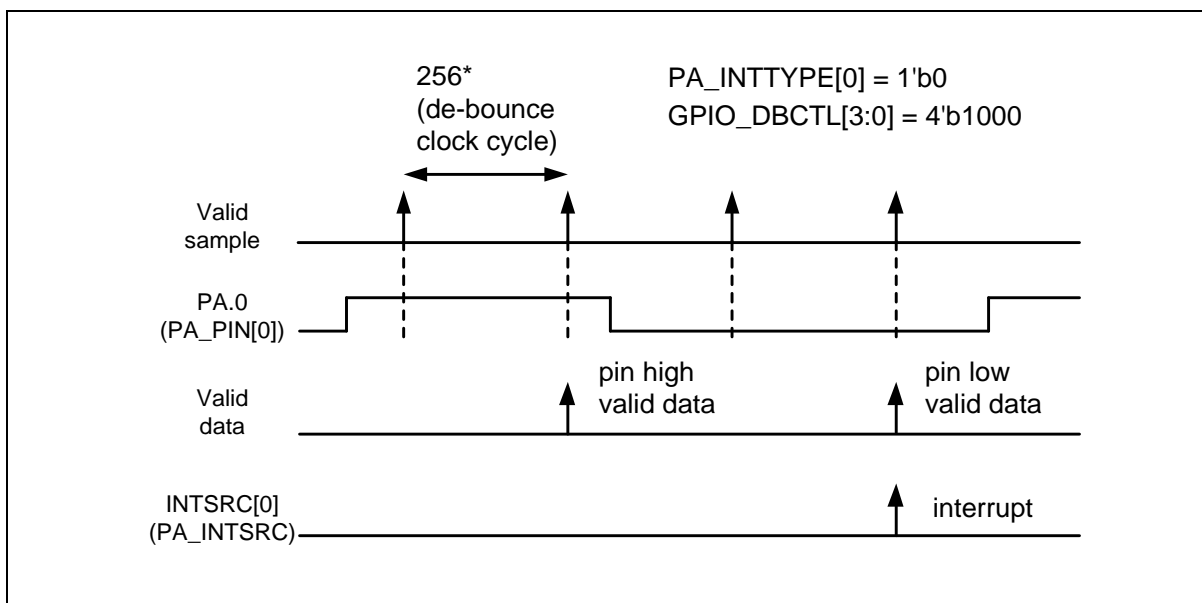 256*
(de-bounce
clock cycle)
PA_INTTYPE[0] = 1'b0
GPIO_DBCTL[3:0] = 4'b1000
Valid
sample
PA.0
(PA_PIN[0])
pin high
valid data
pin low
valid data
Valid
data
INTSRC[0]
(PA_INTSRC)
interrupt